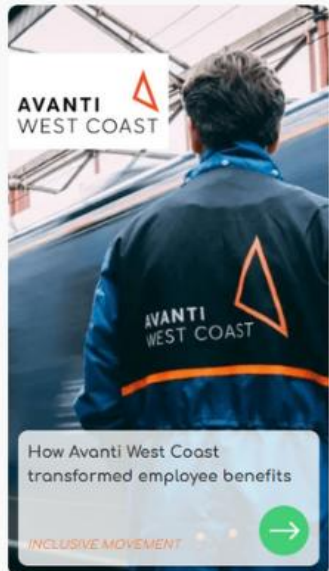 AVANTI
WEST COAST
AVANTI
WEST COAST
How Avanti West Coast
transformed employee benefits
INCLUSIVE MOVEMENT